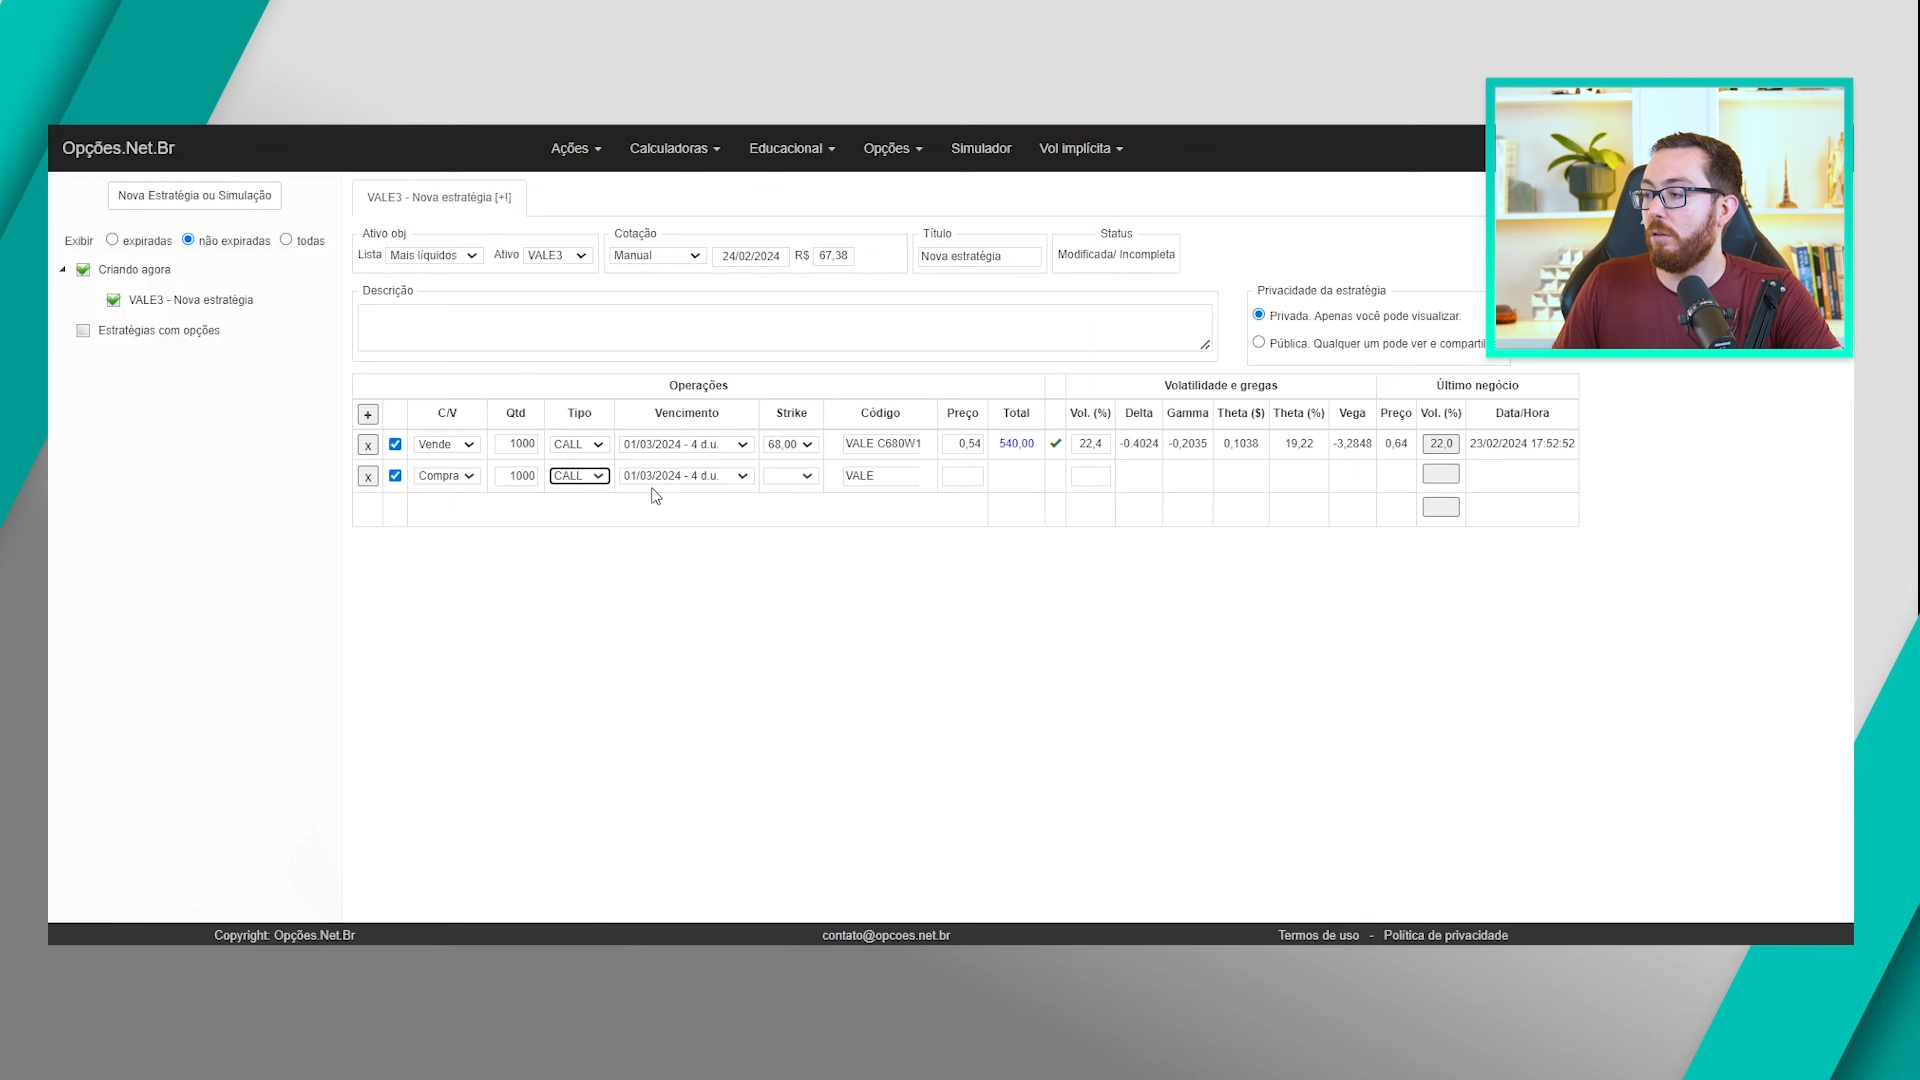 Opções.Net.Br
Ações
Calculadoras
Educacional
Opções
Simulador
Vol implícita
Nova Estratégia ou Simulação
VALE3 - Nova estratégia [+!]
Exibir expiradas não expiradas todas
Criando agora
VALE3 - Nova estratégia
Estratégias com opções
Ativo obj
Lista Mais líquidos Ativo VALE3
Cotação
Manual 24/02/2024 R$ 67,38
Título
Nova estratégia
Status
Modificada/ Incompleta
Descrição
Privacidade da estratégia
Privada. Apenas você pode visualizar.
Pública. Qualquer um pode ver e compartil
Operações Volatilidade e gregas Último negócio
+ C/V Qtd Tipo Vencimento Strike Código Preço Total Vol. (%) Delta Gamma Theta ($) Theta (%) Vega Preço Vol. (%) Data/Hora
x Vende 1000 CALL 01/03/2024 - 4 d.u. 68,00 VALE C680W1 0,54 540,00 22,4 -0.4024 -0,2035 0,1038 19,22 -3,2848 0,64 22,0 23/02/2024 17:52:52
x Compra 1000 CALL 01/03/2024 - 4 d.u. VALE
Copyright: Opções.Net.Br
contato@opcoes.net.br
Termos de uso - Política de privacidade